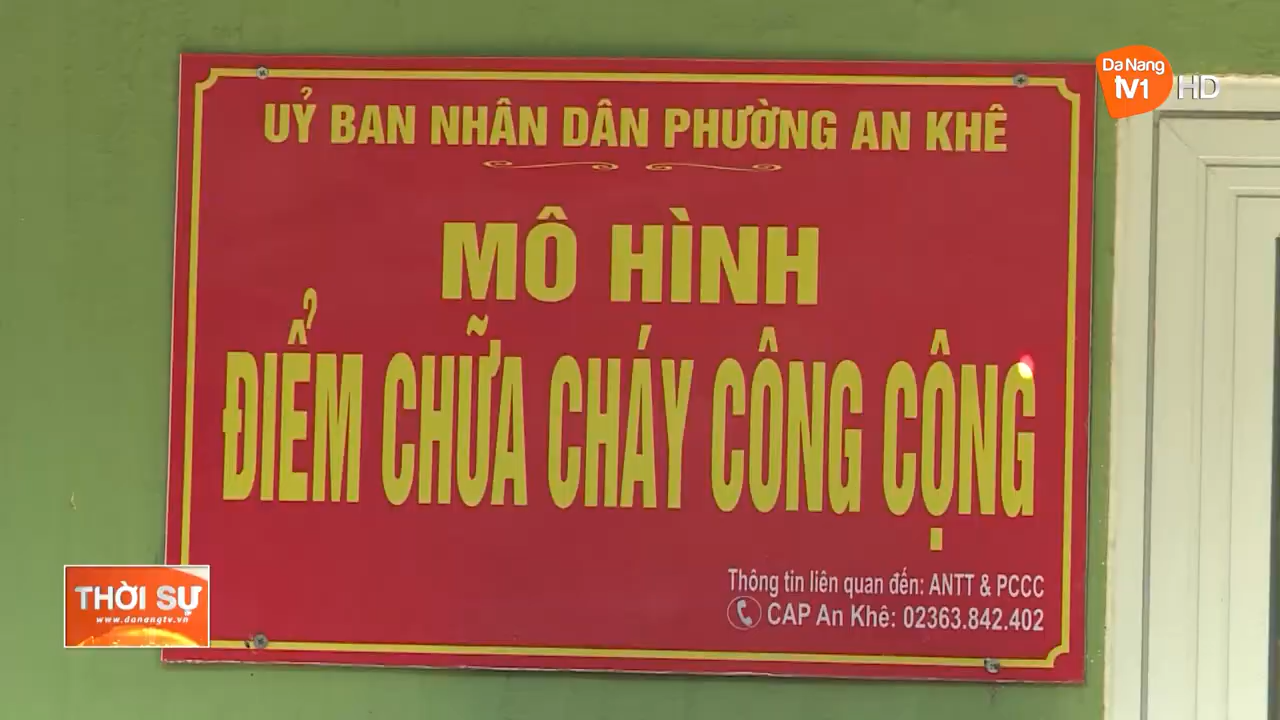 Da Nang
TV1 HD
UỶ BAN NHÂN DÂN PHƯỜNG AN KHÊ
MÔ HÌNH
ĐIỂM CHỮA CHÁY CÔNG CỘNG
Thông tin liên quan đến: ANTT & PCCC
CAP An Khê: 02363.842.402
THỜI SỰ
www.danangtv.vn